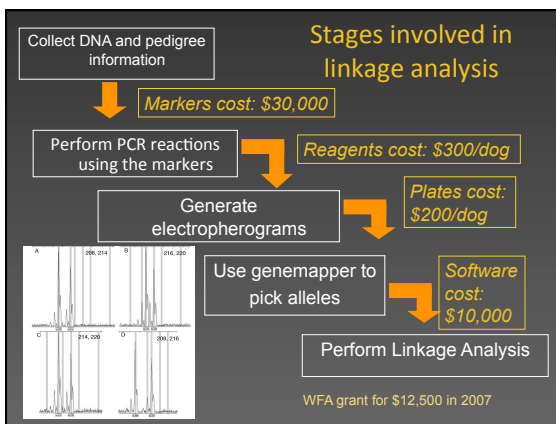 Stages involved in
linkage analysis
Collect DNA and pedigree
information
Markers cost: $30,000
Perform PCR reactions
using the markers
Reagents cost: $300/dog
Generate
electropherograms
Plates cost:
$200/dog
A
208, 214
B
216, 220
C
214, 220
D
208, 216
Use genemapper to
pick alleles
Software
cost:
$10,000
Perform Linkage Analysis
WFA grant for $12,500 in 2007